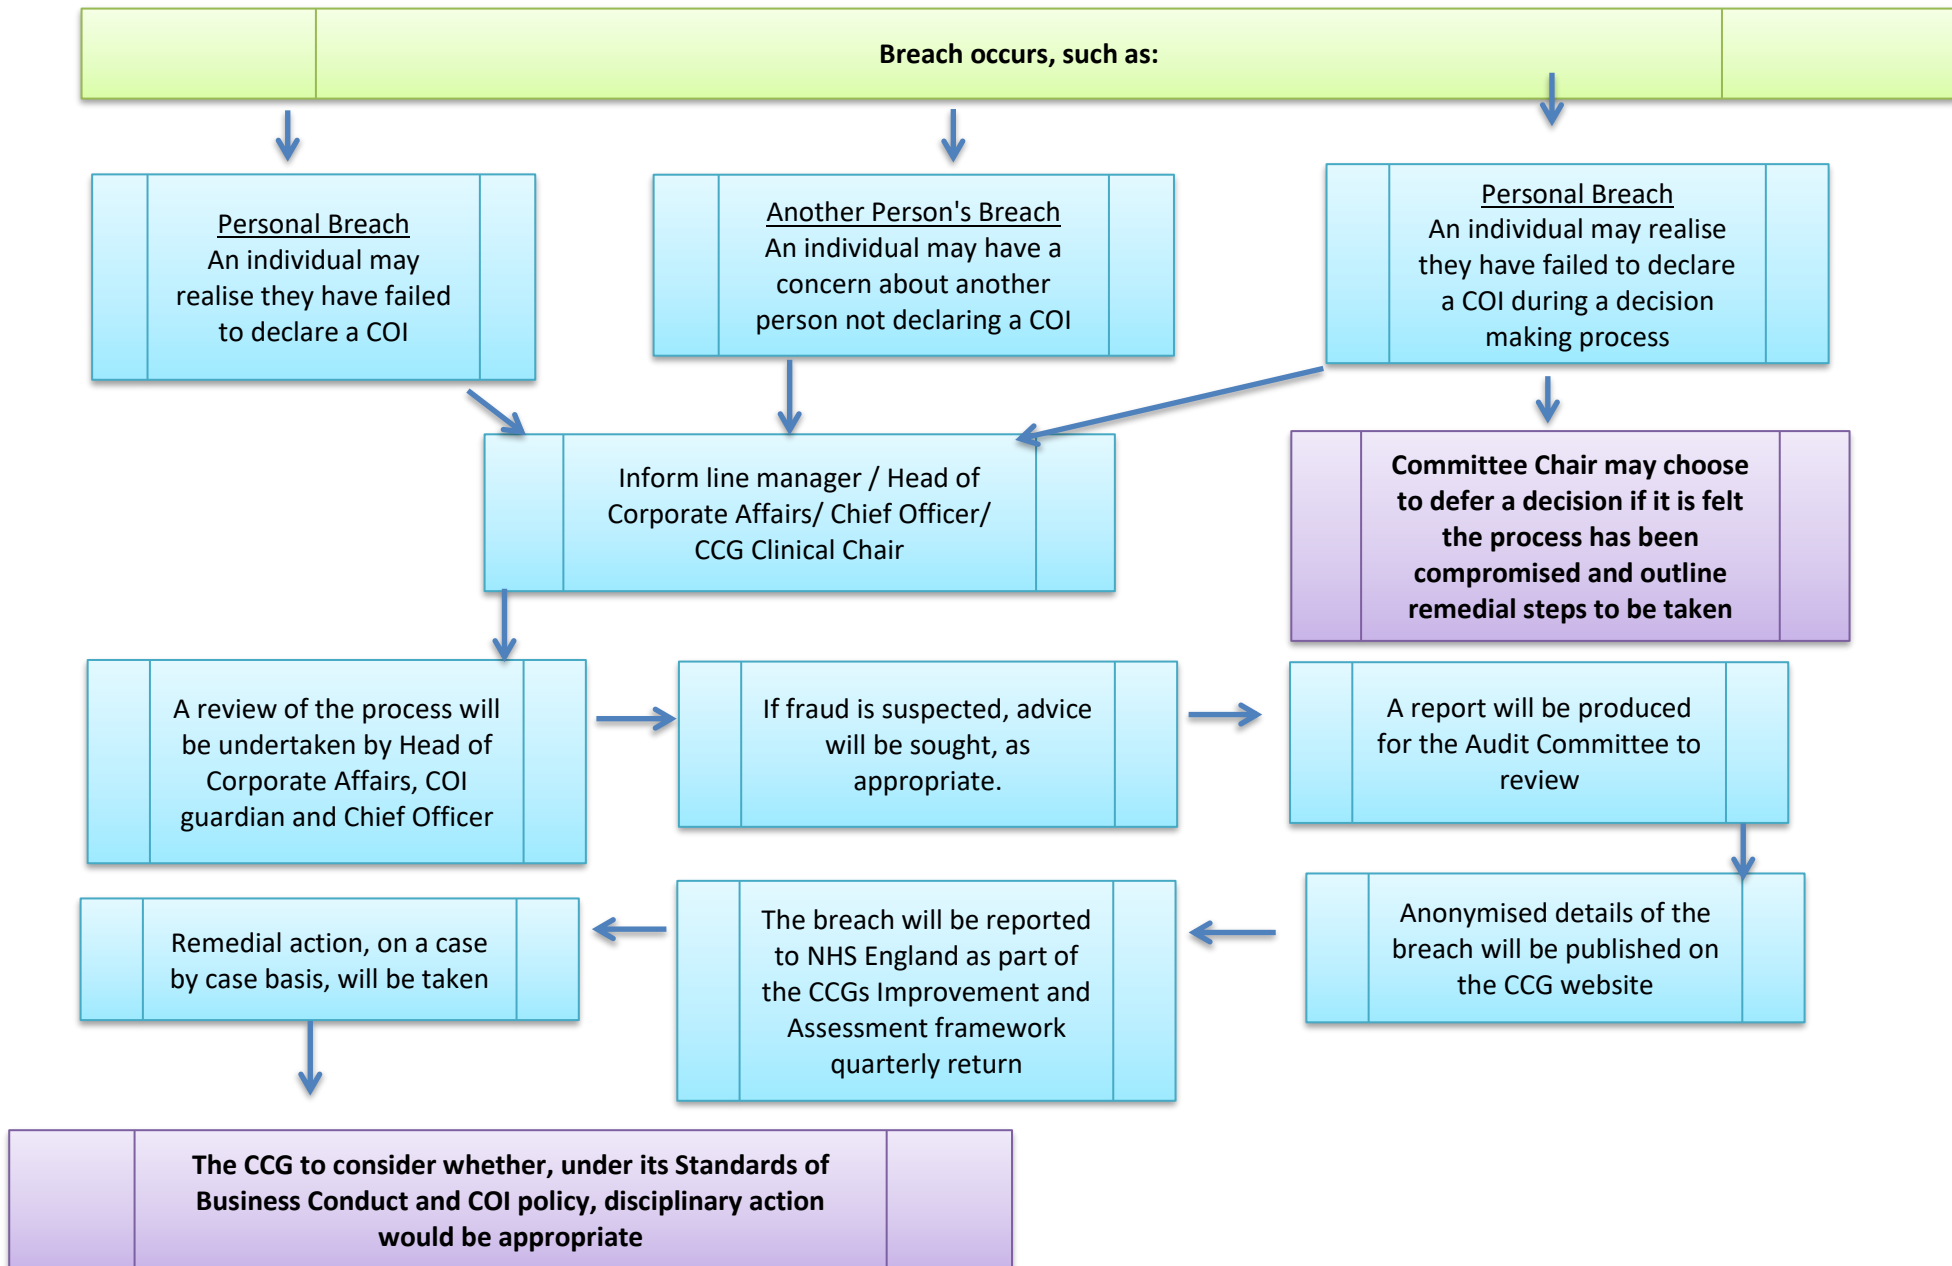 Breach occurs, such as:
Personal Breach
An individual may
realise they have failed
to declare a COI
Another Person's Breach
An individual may have a
concern about another
person not declaring a COI
Personal Breach
An individual may realise
they have failed to declare
a COI during a decision
making process
Inform line manager / Head of
Corporate Affairs/ Chief Officer/
CCG Clinical Chair
Committee Chair may choose
to defer a decision if it is felt
the process has been
compromised and outline
remedial steps to be taken
A review of the process will
be undertaken by Head of
Corporate Affairs, COI
guardian and Chief Officer
If fraud is suspected, advice
will be sought, as
appropriate.
A report will be produced
for the Audit Committee to
review
Anonymised details of the
breach will be published on
the CCG website
The breach will be reported
to NHS England as part of
the CCGs Improvement and
Assessment framework
quarterly return
Remedial action, on a case
by case basis, will be taken
The CCG to consider whether, under its Standards of
Business Conduct and COI policy, disciplinary action
would be appropriate